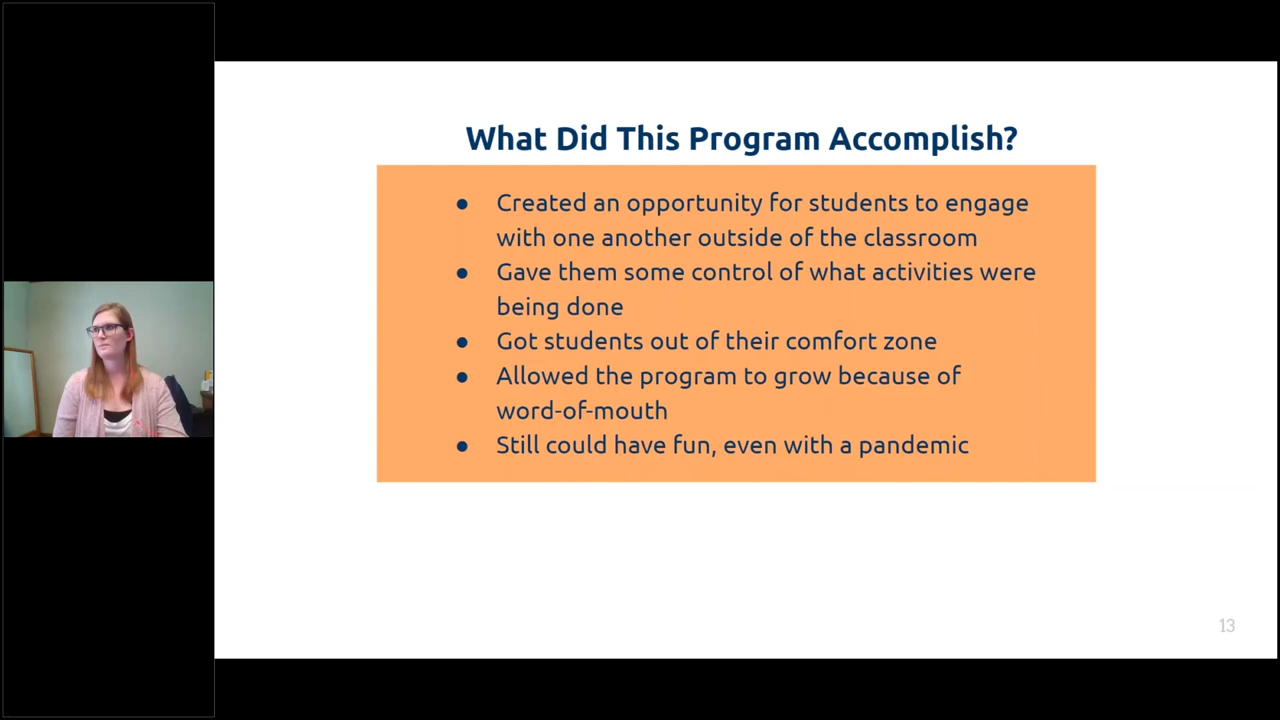 What Did This Program Accomplish?
● Created an opportunity for students to engage
with one another outside of the classroom
● Gave them some control of what activities were
being done
● Got students out of their comfort zone
● Allowed the program to grow because of
word-of-mouth
● Still could have fun, even with a pandemic
13